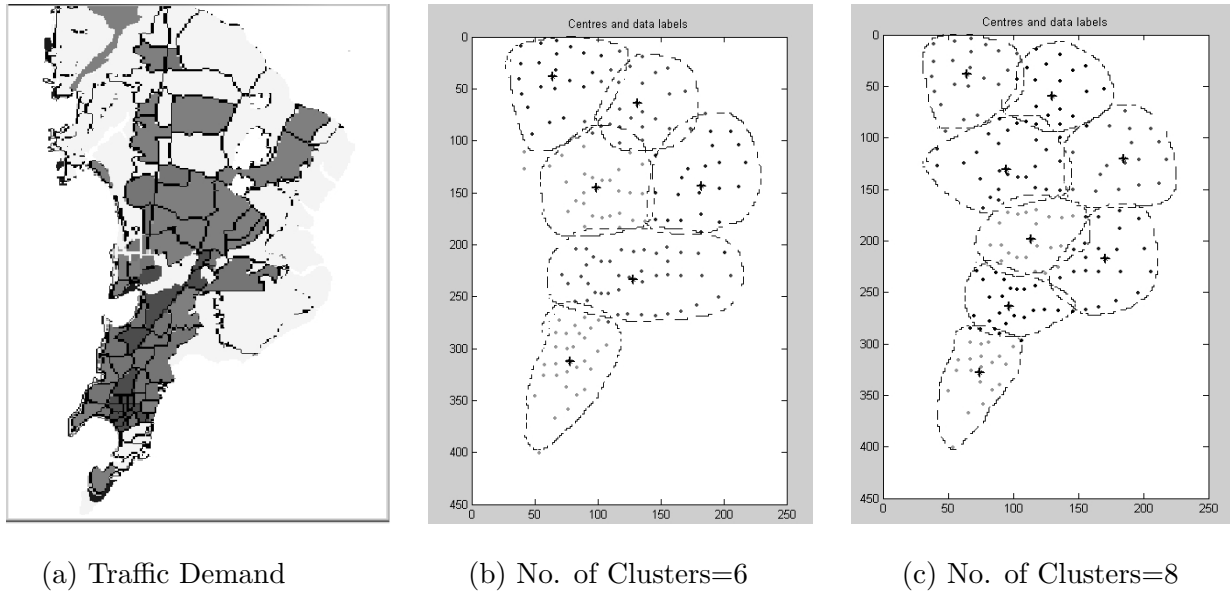 Centres and data labels
0
50
100
150
200
250
300
350
400
450
0 50 100 150 200 250
Centres and data labels
0
50
100
150
200
250
300
350
400
450
0 50 100 150 200 250
(a) Traffic Demand
(b) No. of Clusters=6
(c) No. of Clusters=8